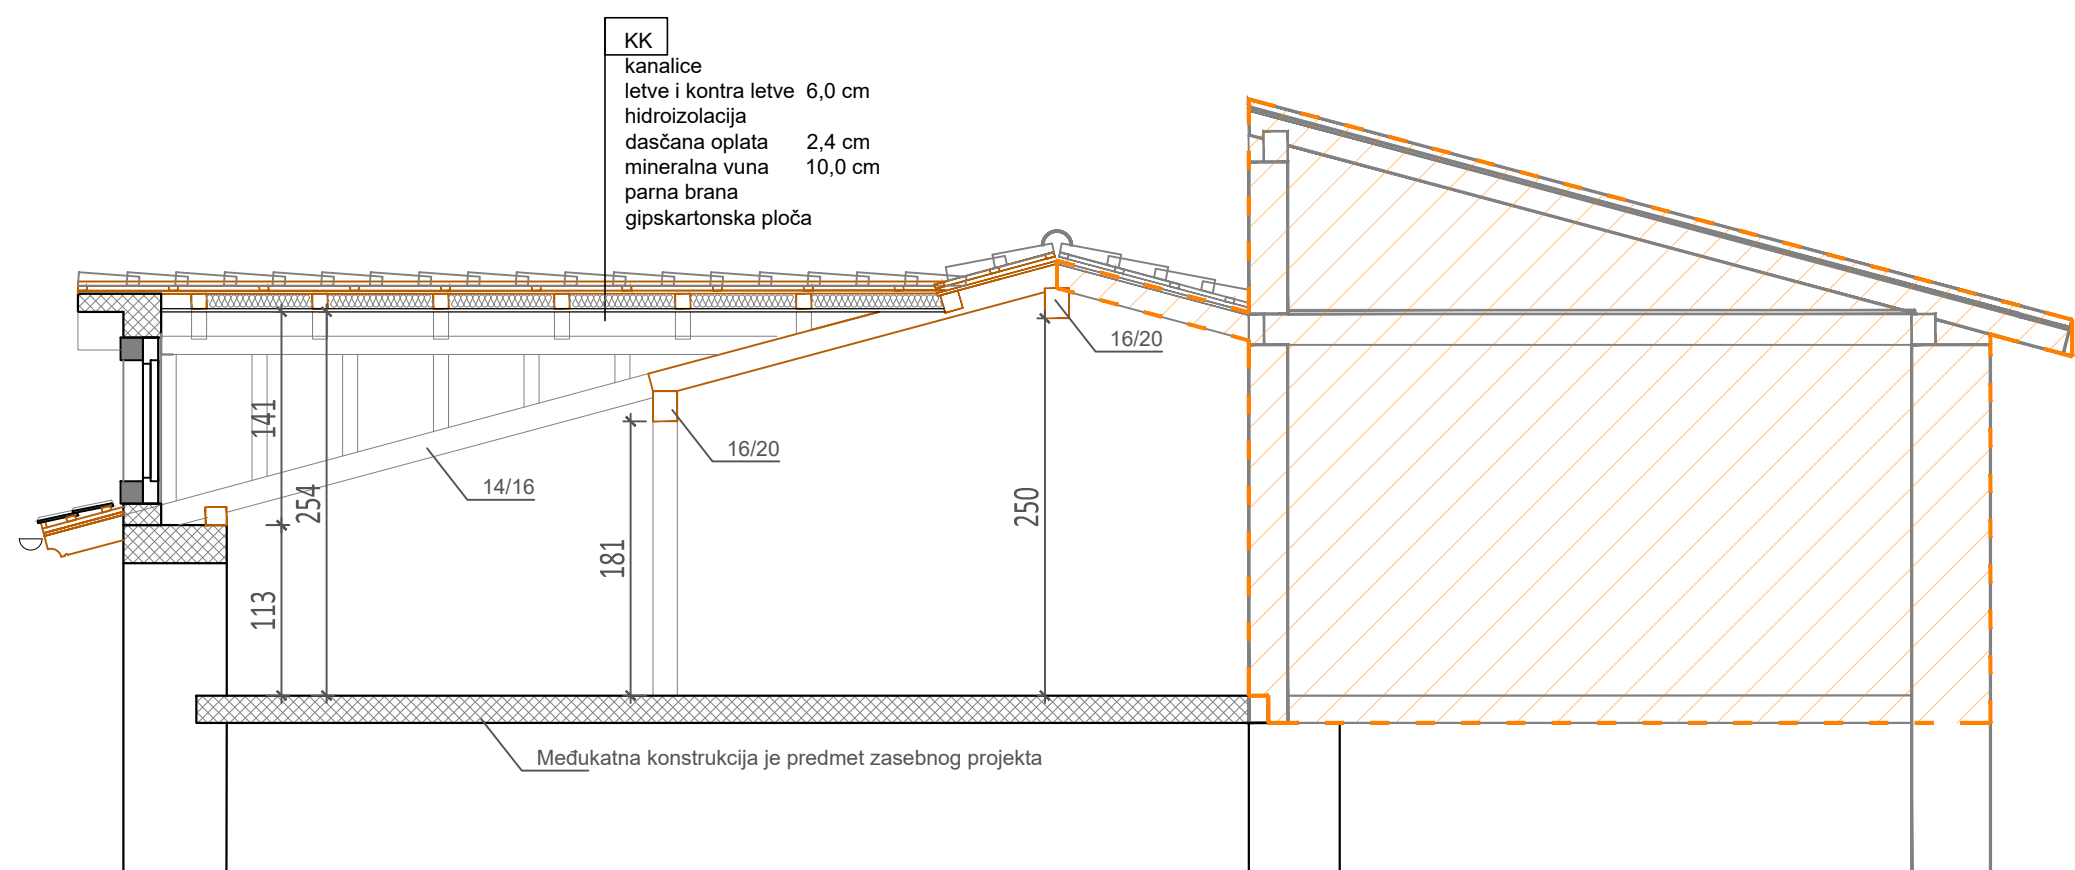 KK
kanalice
letve i kontra letve 6,0 cm
hidroizolacija
dasčana oplata 2,4 cm
mineralna vuna 10,0 cm
parna brana
gipskartonska ploča
16/20
16/20
14/16
141
254
250
181
113
Međukatna konstrukcija je predmet zasebnog projekta